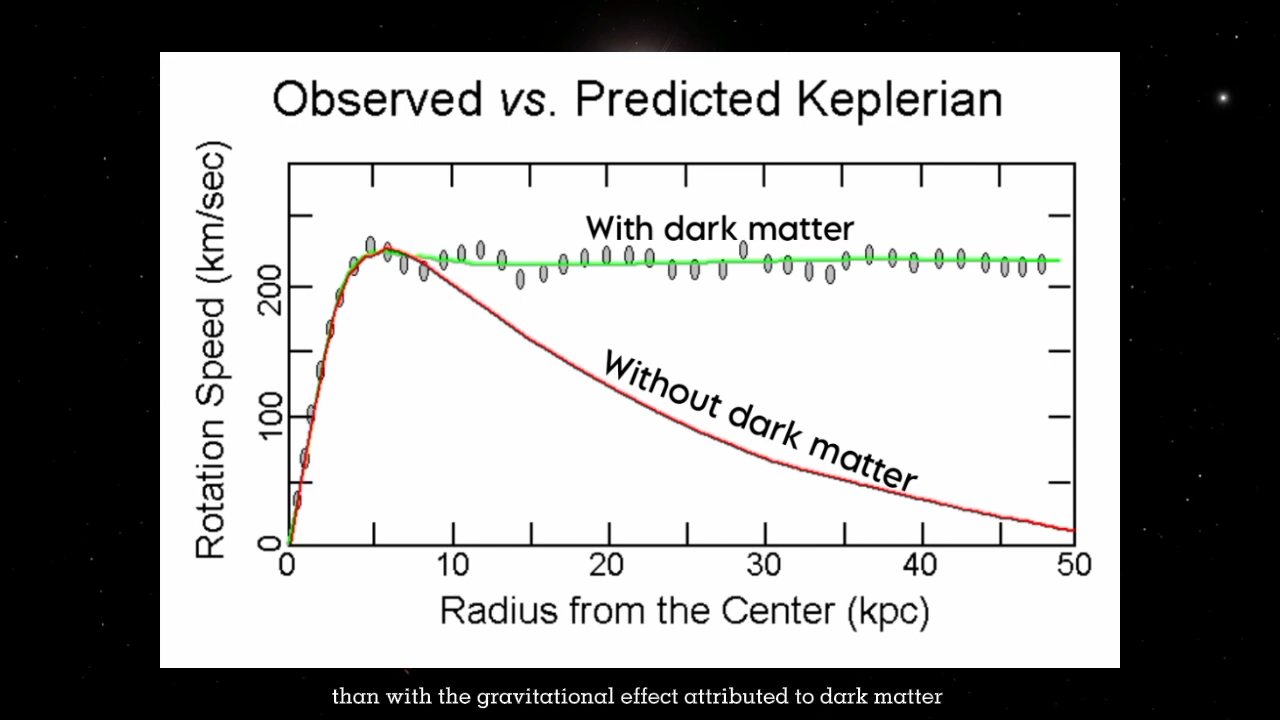 Observed vs. Predicted Keplerian
Rotation Speed (km/sec)
200
100
0
With dark matter
Without dark matter
0 10 20 30 40 50
Radius from the Center (kpc)
than with the gravitational effect attributed to dark matter